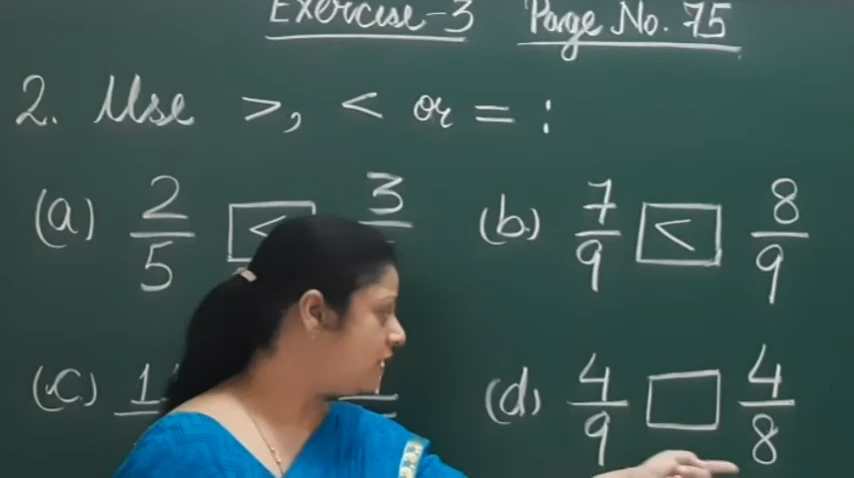 Exercise-3 Page No. 75
2. Use >, < or = :
(a) 2/5 < 3 (b) 7/9 < 8/9
(c) 1 (d) 4/9 □ 4/8